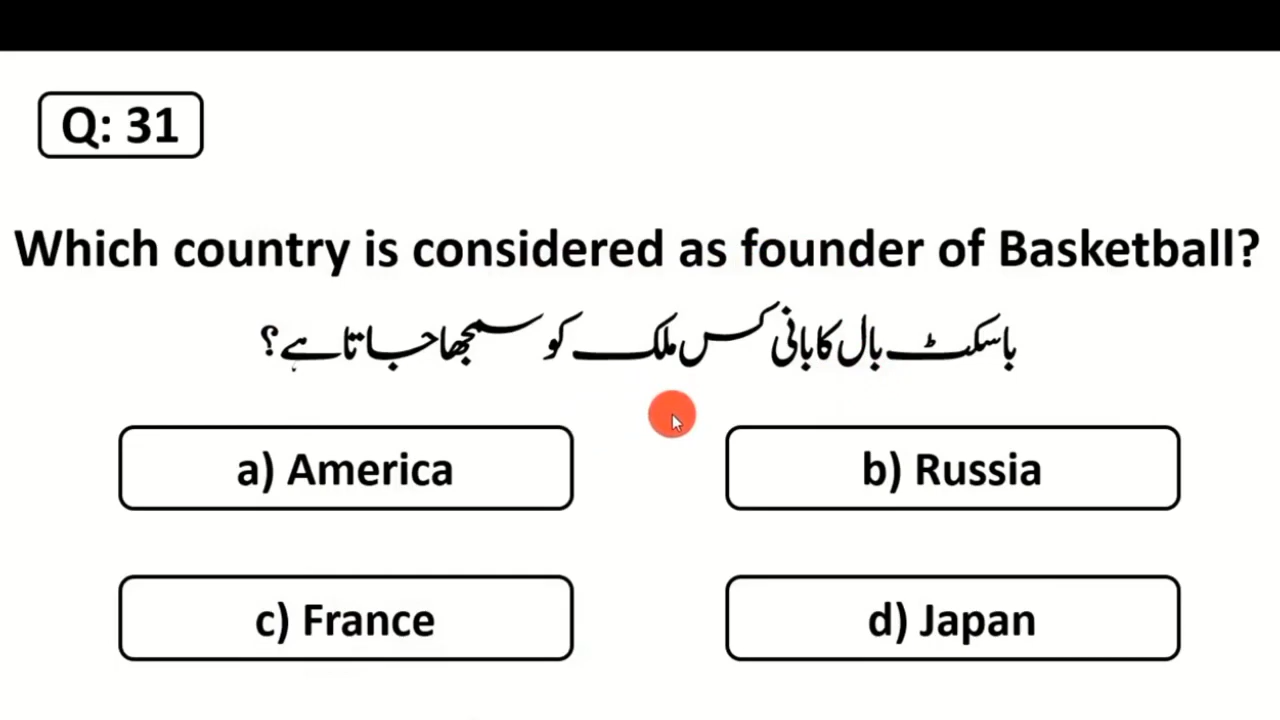 Q: 31
Which country is considered as founder of Basketball?
باسکٹ بال کا بانی کس ملک کو سمجھا جاتا ہے؟
a) America
b) Russia
c) France
d) Japan